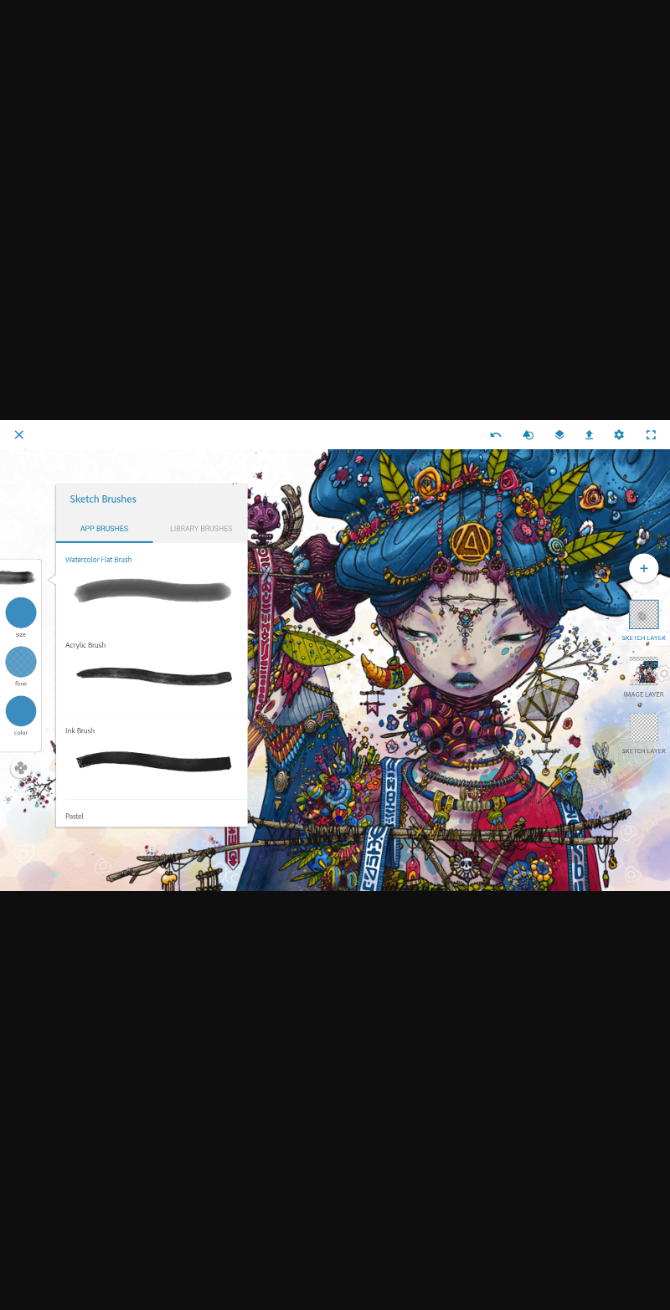 Sketch Brushes
APP BRUSHES
LIBRARY BRUSHES
Watercolor Flat Brush
Acrylic Brush
Ink Brush
Pastel
size
flow
color
+
SKETCH LAYER
IMAGE LAYER
SKETCH LAYER